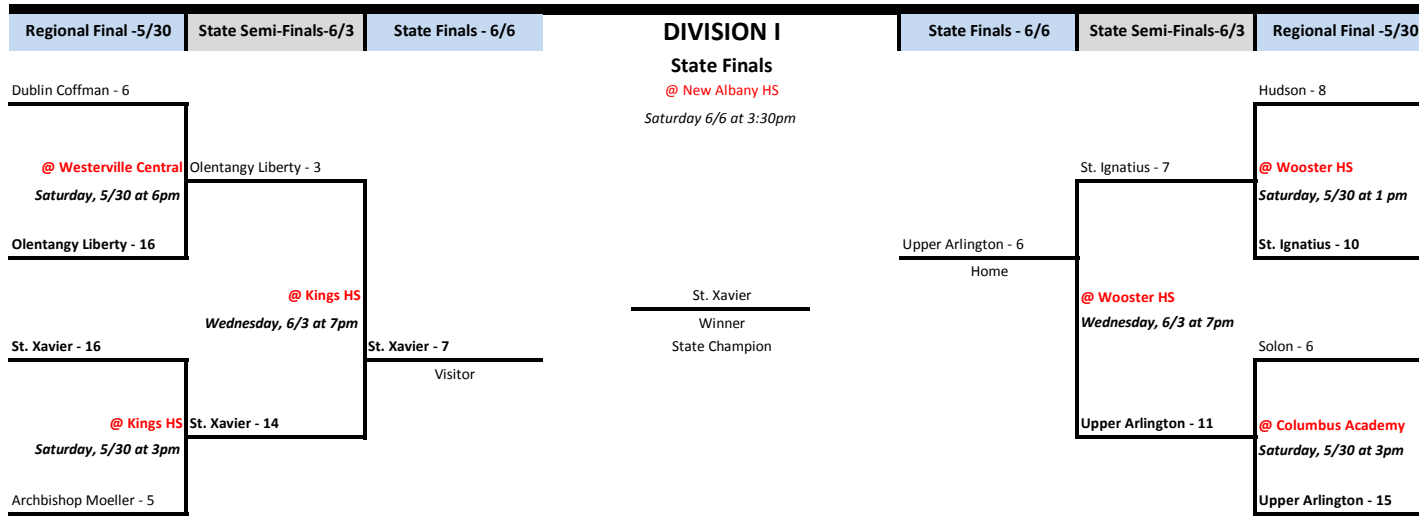 Regional Final -5/30
State Semi-Finals-6/3
State Finals - 6/6
DIVISION I
State Finals - 6/6
State Semi-Finals-6/3
Regional Final -5/30
State Finals
@ New Albany HS
Saturday 6/6 at 3:30pm
Dublin Coffman - 6
@ Westerville Central
Saturday, 5/30 at 6pm
Olentangy Liberty - 16
St. Xavier - 16
@ Kings HS
Saturday, 5/30 at 3pm
Archbishop Moeller - 5
Olentangy Liberty - 3
@ Kings HS
Wednesday, 6/3 at 7pm
St. Xavier - 14
St. Xavier - 7
Visitor
St. Xavier
Winner
State Champion
Upper Arlington - 6
Home
St. Ignatius - 7
@ Wooster HS
Wednesday, 6/3 at 7pm
Upper Arlington - 11
Hudson - 8
@ Wooster HS
Saturday, 5/30 at 1 pm
St. Ignatius - 10
Solon - 6
@ Columbus Academy
Saturday, 5/30 at 3pm
Upper Arlington - 15